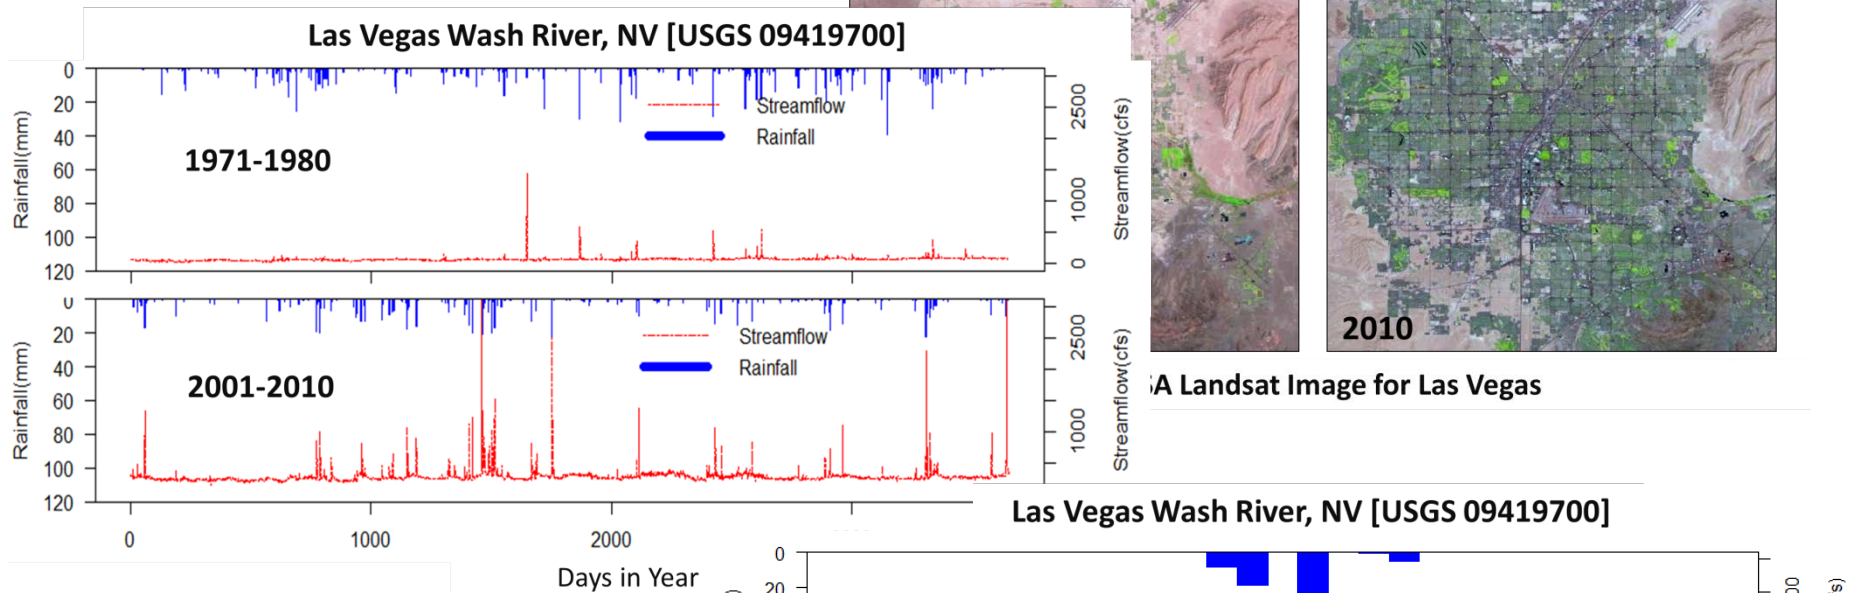 Las Vegas Wash River, NV [USGS 09419700]
0
20
40
60
80
100
120
Rainfall(mm)
1971-1980
Streamflow
Rainfall
2500
1000
0
Streamflow(cfs)
0
20
40
60
80
100
120
Rainfall(mm)
2001-2010
Streamflow
Rainfall
2500
1000
Streamflow(cfs)
0
1000
2000
Days in Year
2010
Landsat Image for Las Vegas
Las Vegas Wash River, NV [USGS 09419700]
0
20